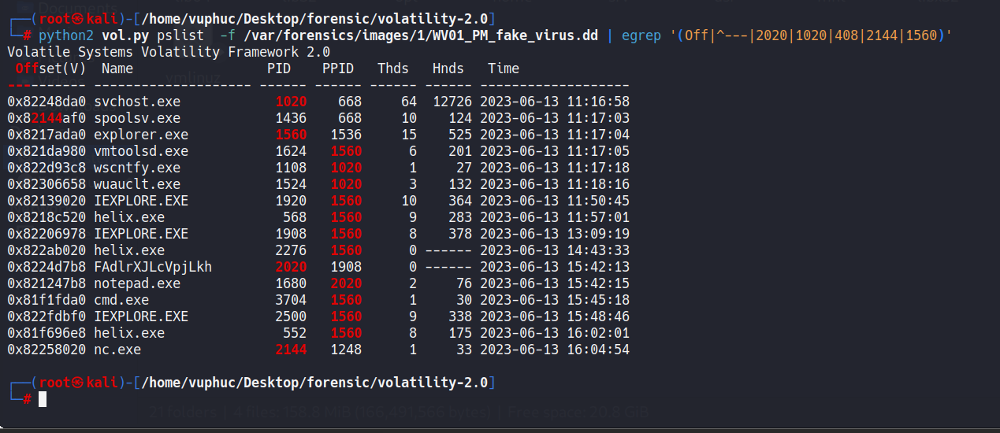 Documents
┌──(root㉿kali)-[/home/vuphuc/Desktop/forensic/volatility-2.0]
└─# python2 vol.py pslist  -f /var/forensics/images/1/WV01_PM_fake_virus.dd | egrep '(Off|^---|2020|1020|408|2144|1560)'
Volatile Systems Volatility Framework 2.0
 Offset(V)  Name                 PID    PPID   Thds   Hnds   Time
---------- -------------------- ------ ------ ------ ------ -------------------
0x82248da0 svchost.exe            1020    668     64  12726 2023-06-13 11:16:58
0x82144af0 spoolsv.exe            1436    668     10    124 2023-06-13 11:17:03
0x8217ada0 explorer.exe           1560   1536     15    525 2023-06-13 11:17:04
0x821da980 vmtoolsd.exe           1624   1560      6    201 2023-06-13 11:17:05
0x822d93c8 wscntfy.exe            1108   1020      1     27 2023-06-13 11:17:18
0x82306658 wuauclt.exe            1524   1020      3    132 2023-06-13 11:18:16
0x82139020 IEXPLORE.EXE           1920   1560     10    364 2023-06-13 11:50:45
0x8218c520 helix.exe               568   1560      9    283 2023-06-13 11:57:01
0x82206978 IEXPLORE.EXE           1908   1560      8    378 2023-06-13 13:09:19
0x822ab020 helix.exe              2276   1560      0 ------ 2023-06-13 14:43:33
0x8224d7b8 FAdlrXJLcVpjLkh        2020   1908      0 ------ 2023-06-13 15:42:13
0x821247b8 notepad.exe            1680   2020      2     76 2023-06-13 15:42:15
0x81f1fda0 cmd.exe                3704   1560      1     30 2023-06-13 15:45:18
0x822fdbf0 IEXPLORE.EXE           2500   1560      9    338 2023-06-13 15:48:46
0x81f696e8 helix.exe               552   1560      8    175 2023-06-13 16:02:01
0x82258020 nc.exe                 2144   1248      1     33 2023-06-13 16:04:54
┌──(root㉿kali)-[/home/vuphuc/Desktop/forensic/volatility-2.0]
└─#
21 folders | 4 files: 158.8 MiB (166,491,566 bytes) | Free space: 20.8 GiB